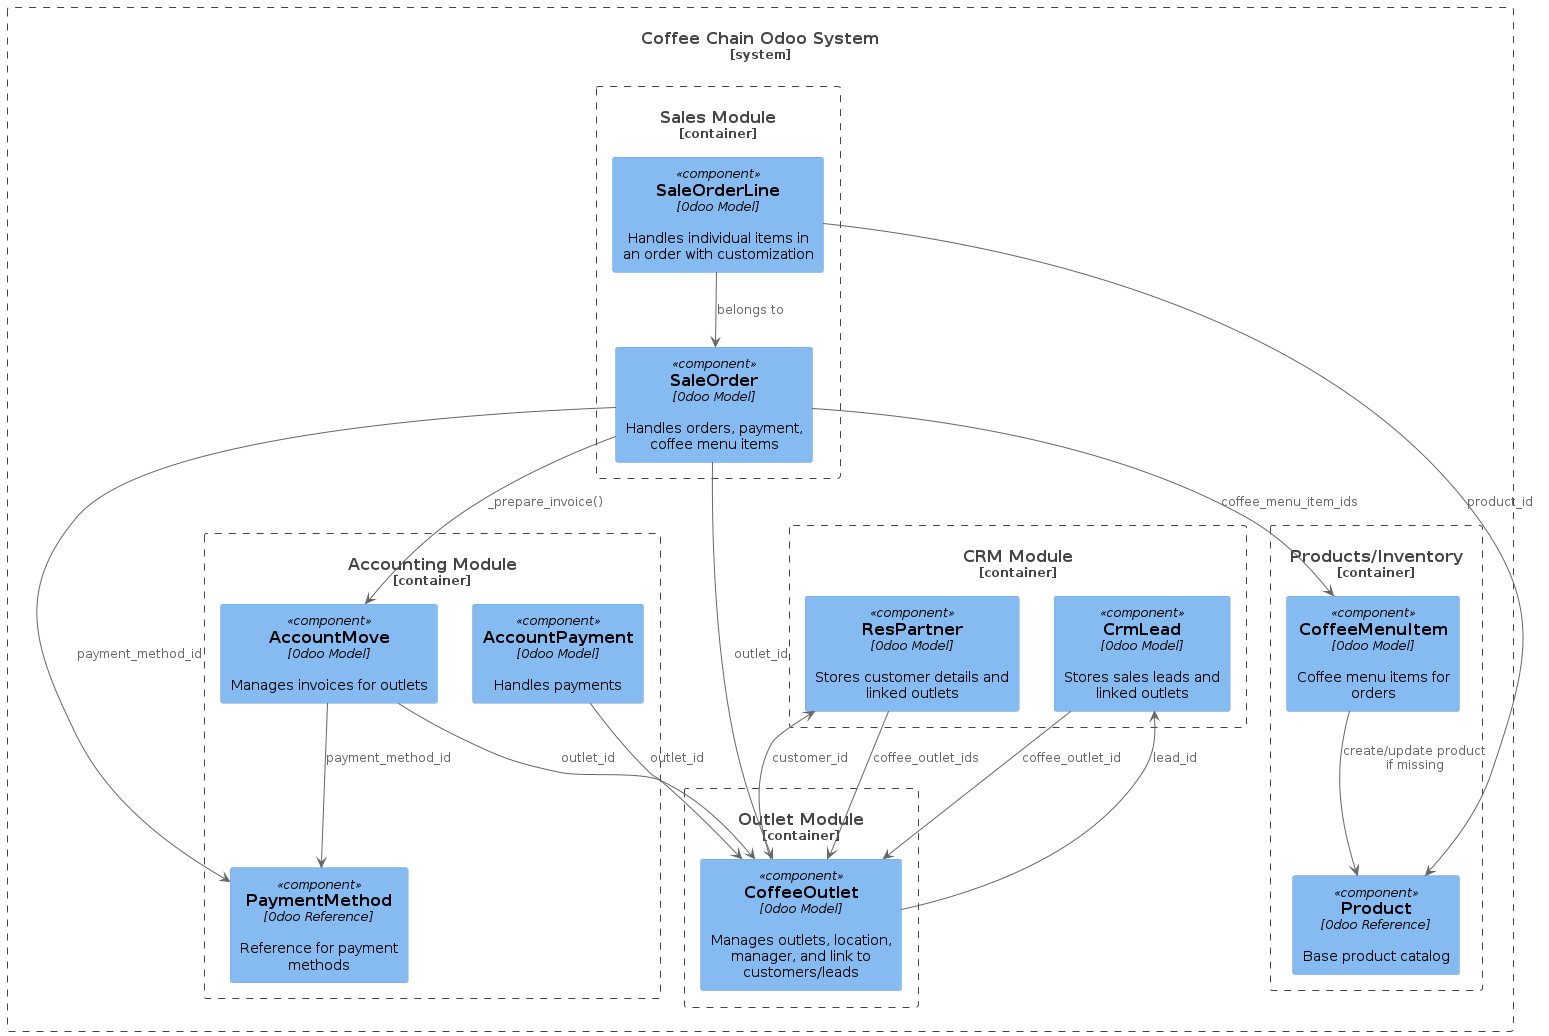 Coffee Chain Odoo System
[system]
Sales Module
[container]
«component»
SaleOrderLine
[Odoo Model]
Handles individual items in
an order with customization
belongs to
«component»
SaleOrder
[Odoo Model]
Handles orders, payment,
coffee menu items
_prepare_invoice()
coffee_menu_item_ids
product_id
Accounting Module
[container]
«component»
AccountMove
[Odoo Model]
Manages invoices for outlets
«component»
AccountPayment
[Odoo Model]
Handles payments
payment_method_id
outlet_id
CRM Module
[container]
«component»
ResPartner
[Odoo Model]
Stores customer details and
linked outlets
«component»
CrmLead
[Odoo Model]
Stores sales leads and
linked outlets
Products/Inventory
[container]
«component»
CoffeeMenuItem
[Odoo Model]
Coffee menu items for
orders
payment_method_id
outlet_id
outlet_id
customer_id
coffee_outlet_ids
coffee_outlet_id
lead_id
create/update product
if missing
«component»
PaymentMethod
[Odoo Reference]
Reference for payment
methods
Outlet Module
[container]
«component»
CoffeeOutlet
[Odoo Model]
Manages outlets, location,
manager, and link to
customers/leads
«component»
Product
[Odoo Reference]
Base product catalog